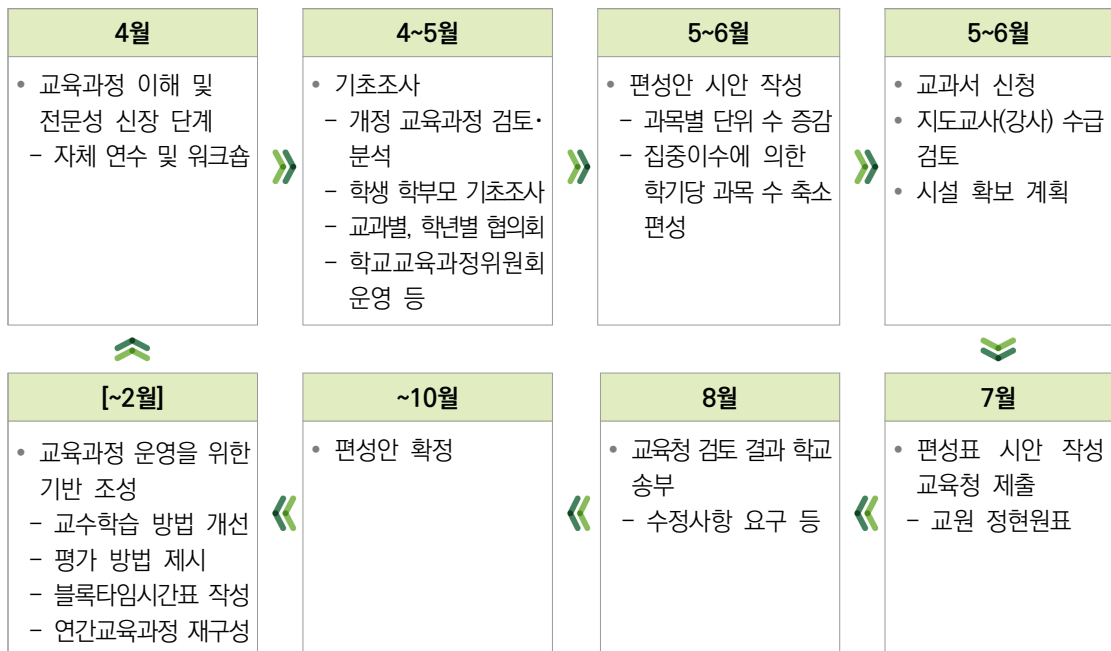 4월
• 교육과정 이해 및
전문성 신장 단계
– 자체 연수 및 워크숍
4~5월
• 기초조사
– 개정 교육과정 검토·
분석
– 학생 학부모 기초조사
– 교과별, 학년별 협의회
– 학교교육과정위원회
운영 등
5~6월
• 편성안 시안 작성
– 과목별 단위 수 증감
– 집중이수에 의한
학기당 과목 수 축소
편성
5~6월
• 교과서 신청
• 지도교사(강사) 수급
검토
• 시설 확보 계획
7월
• 편성표 시안 작성
교육청 제출
– 교원 정현원표
8월
• 교육청 검토 결과 학교
송부
– 수정사항 요구 등
~10월
• 편성안 확정
[~2월]
• 교육과정 운영을 위한
기반 조성
– 교수학습 방법 개선
– 평가 방법 제시
– 블록타임시간표 작성
– 연간교육과정 재구성